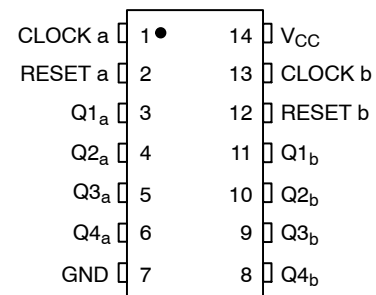 CLOCK a 1 14 VCC
RESET a 2 13 CLOCK b
Q1a 3 12 RESET b
Q2a 4 11 Q1b
Q3a 5 10 Q2b
Q4a 6 9 Q3b
GND 7 8 Q4b